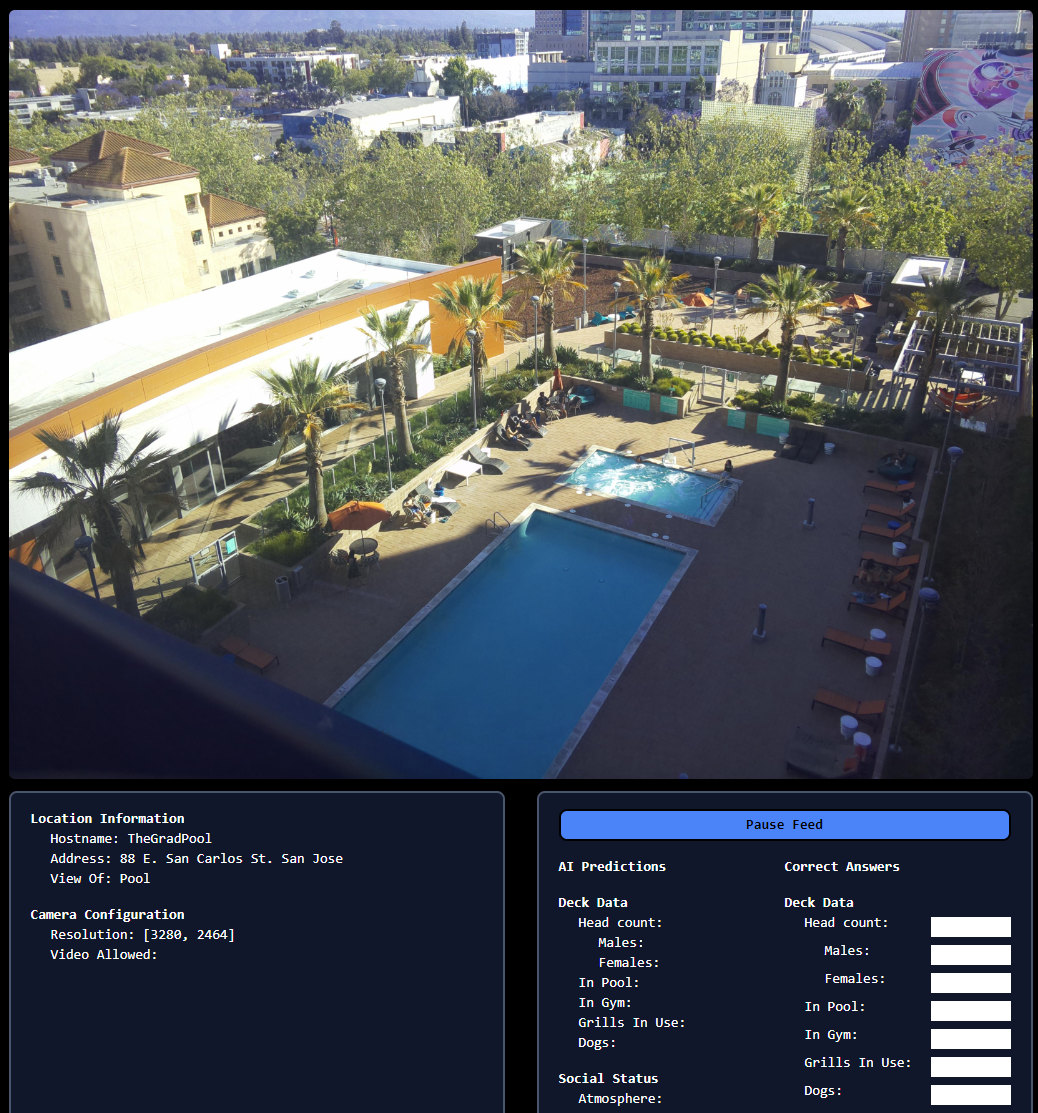 Location Information
Hostname: TheGradPool
Address: 88 E. San Carlos St. San Jose
View Of: Pool
Camera Configuration
Resolution: [3280, 2464]
Video Allowed:
Pause Feed
AI Predictions
Deck Data
Head count:
Males:
Females:
In Pool:
In Gym:
Grills In Use:
Dogs:
Social Status
Atmosphere:
Correct Answers
Deck Data
Head count:
Males:
Females:
In Pool:
In Gym:
Grills In Use:
Dogs: